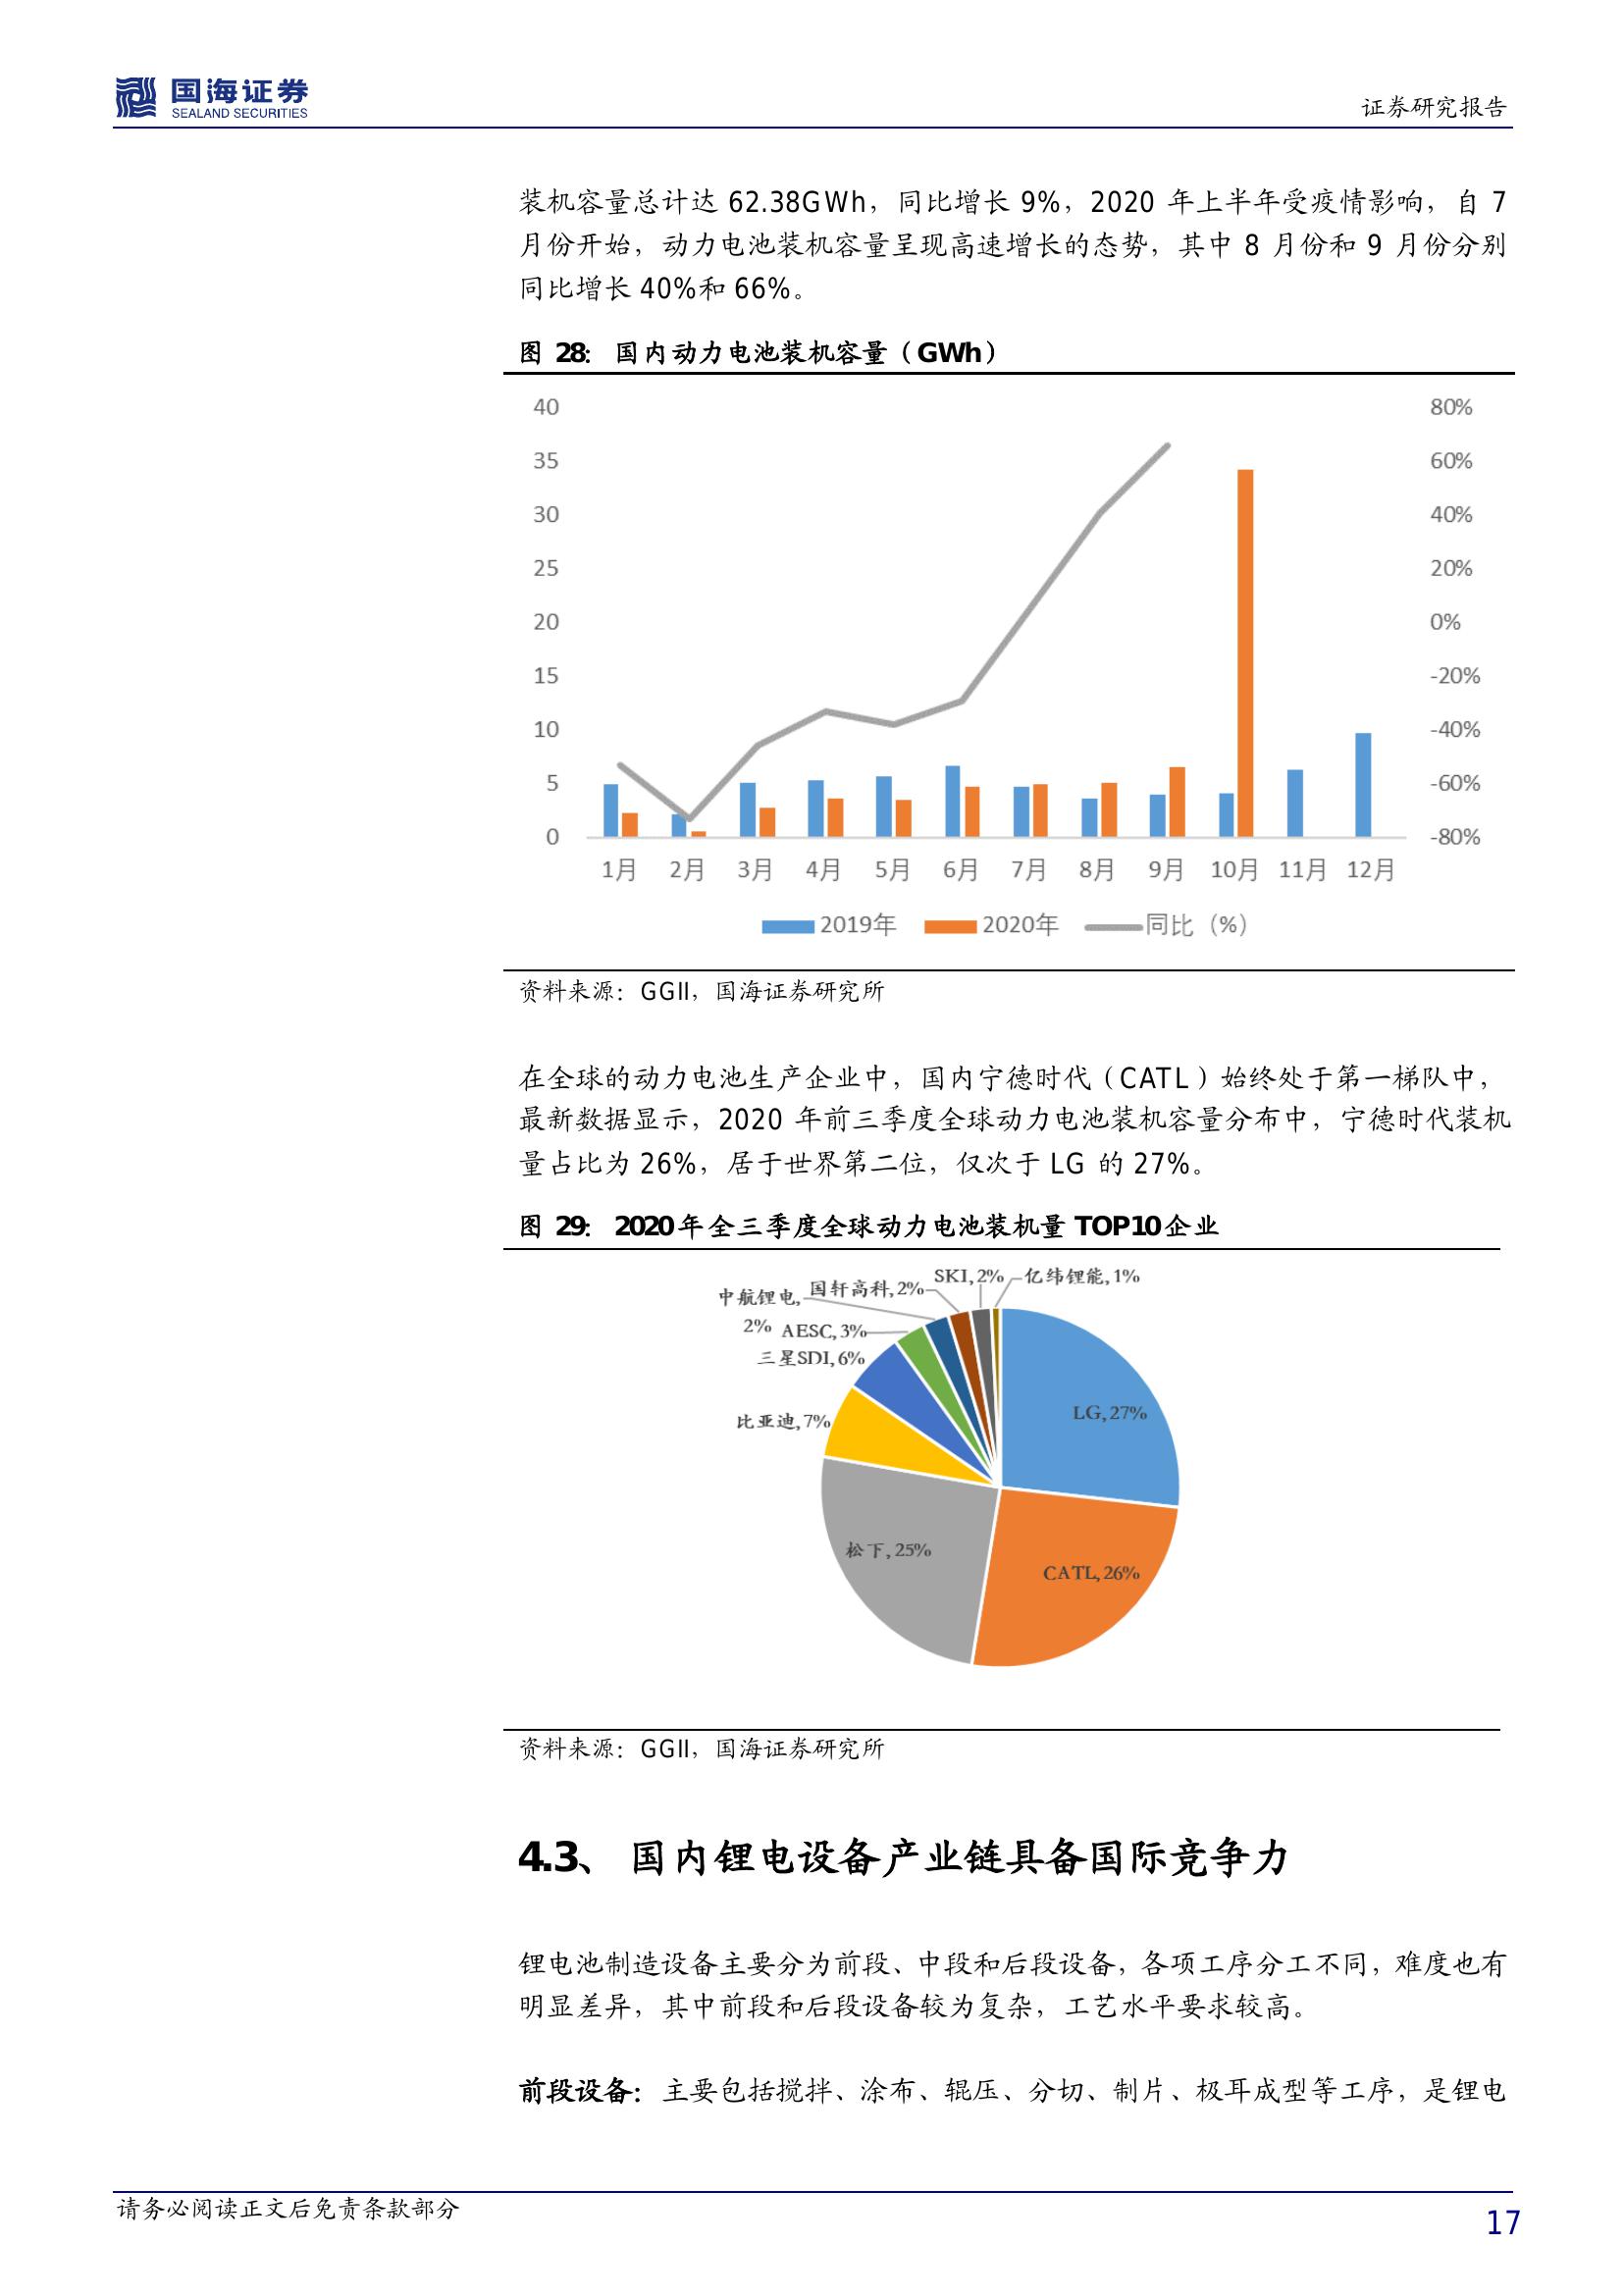 国海证券
SEALAND SECURITIES
证券研究报告
装机容量总计达 62.38GWh，同比增长 9%，2020 年上半年受疫情影响，自 7
月份开始，动力电池装机容量呈现高速增长的态势，其中 8 月份和 9 月份分别
同比增长 40%和 66%。
图 28： 国内动力电池装机容量（GWh）
40
35
30
25
20
15
10
5
0
80%
60%
40%
20%
0%
-20%
-40%
-60%
-80%
1月 2月 3月 4月 5月 6月 7月 8月 9月 10月 11月 12月
2019年 2020年 同比（%）
资料来源：GGII，国海证券研究所
在全球的动力电池生产企业中，国内宁德时代（CATL）始终处于第一梯队中，
最新数据显示，2020 年前三季度全球动力电池装机容量分布中，宁德时代装机
量占比为 26%，居于世界第二位，仅次于 LG 的 27%。
图 29： 2020年全三季度全球动力电池装机量 TOP10企业
SKI, 2%
亿纬锂能, 1%
国轩高科, 2%
中航锂电,
2%
AESC, 3%
三星SDI, 6%
比亚迪, 7%
LG, 27%
松下, 25%
CATL, 26%
资料来源：GGII，国海证券研究所
4.3、 国内锂电设备产业链具备国际竞争力
锂电池制造设备主要分为前段、中段和后段设备，各项工序分工不同，难度也有
明显差异，其中前段和后段设备较为复杂，工艺水平要求较高。
前段设备：主要包括搅拌、涂布、辊压、分切、制片、极耳成型等工序，是锂电
请务必阅读正文后免责条款部分
17